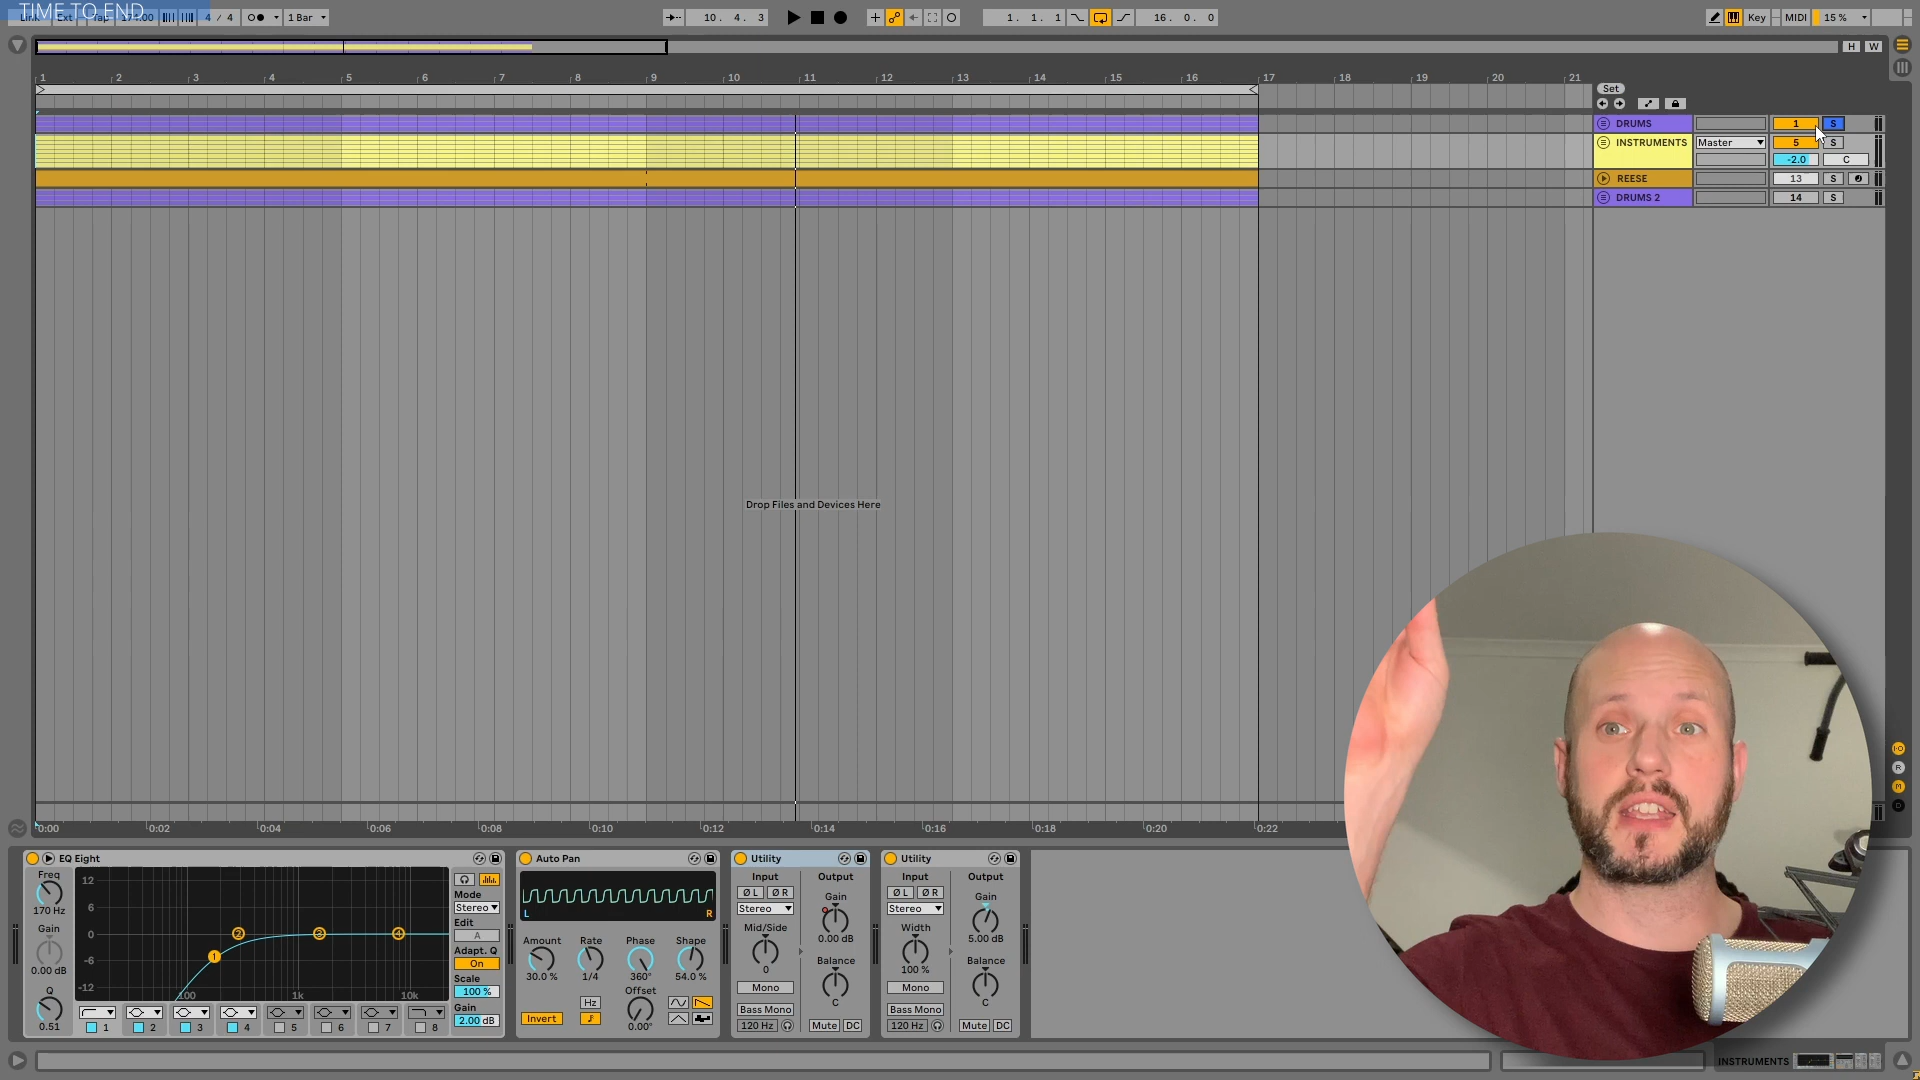 TIME TO END
Link Ext Tap 174.00 4 / 4 1 Bar
10. 4. 3
1. 1. 1
16. 0. 0
Key MIDI 15 %
H W
1 2 3 4 5 6 7 8 9 10 11 12 13 14 15 16 17 18 19 20 21
Set
DRUMS 1 S
INSTRUMENTS Master 5 S
-2.0 C
REESE 13 S
DRUMS 2 14 S
Drop Files and Devices Here
0:00 0:02 0:04 0:06 0:08 0:10 0:12 0:14 0:16 0:18 0:20 0:22
I·O
R
M
D
EQ Eight
Freq
170 Hz
Gain
0.00 dB
Q
0.51
12
6
0
-6
-12
100 1k 10k
1 2 3 4
1 2 3 4 5 6 7 8
Mode
Stereo
Edit
A
Adapt. Q
On
Scale
100 %
Gain
2.00 dB
Auto Pan
L R
Amount Rate Phase Shape
30.0 % 1/4 360° 54.0 %
Hz
Offset
0.00°
Invert
Utility
Input Output
Ø L Ø R Gain
Stereo
0.00 dB
Mid/Side
0
Balance
C
Mono
Bass Mono
120 Hz
Mute DC
Utility
Input Output
Ø L Ø R Gain
Stereo
5.00 dB
Width
100 %
Balance
C
Mono
Bass Mono
120 Hz
Mute DC
INSTRUMENTS